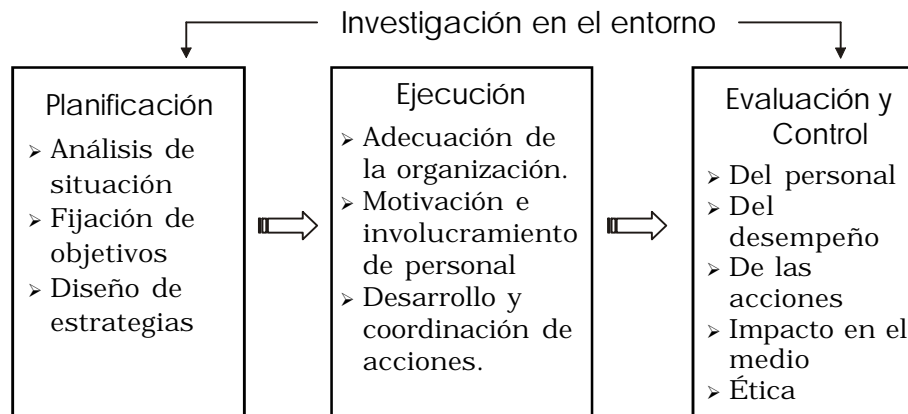 Investigación en el entorno
Planificación
➢ Análisis de
situación
➢ Fijación de
objetivos
➢ Diseño de
estrategias
Ejecución
➢ Adecuación de
la organización.
➢ Motivación e
involucramiento
de personal
➢ Desarrollo y
coordinación de
acciones.
Evaluación y
Control
➢ Del personal
➢ Del
desempeño
➢ De las
acciones
➢ Impacto en el
medio
➢ Ética